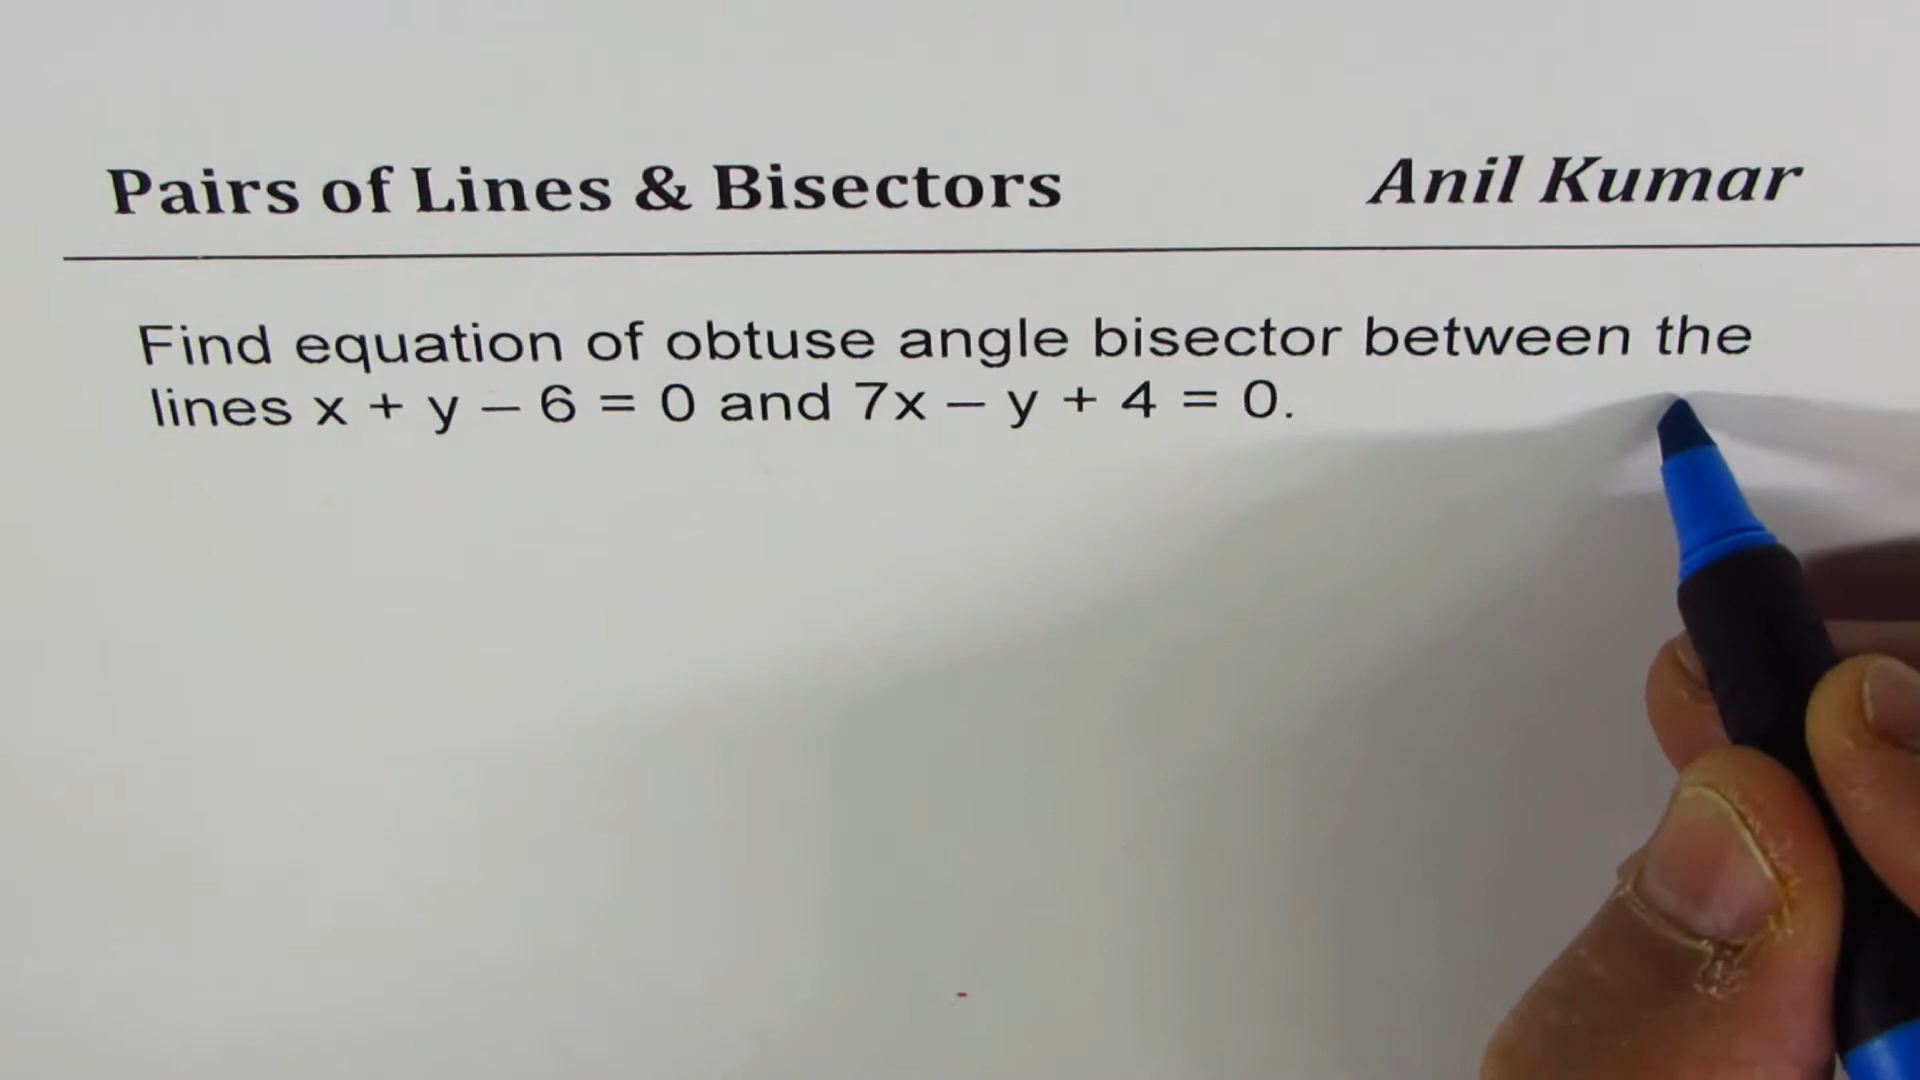 Pairs of Lines & Bisectors Anil Kumar
Find equation of obtuse angle bisector between the
lines x + y – 6 = 0 and 7x – y + 4 = 0.